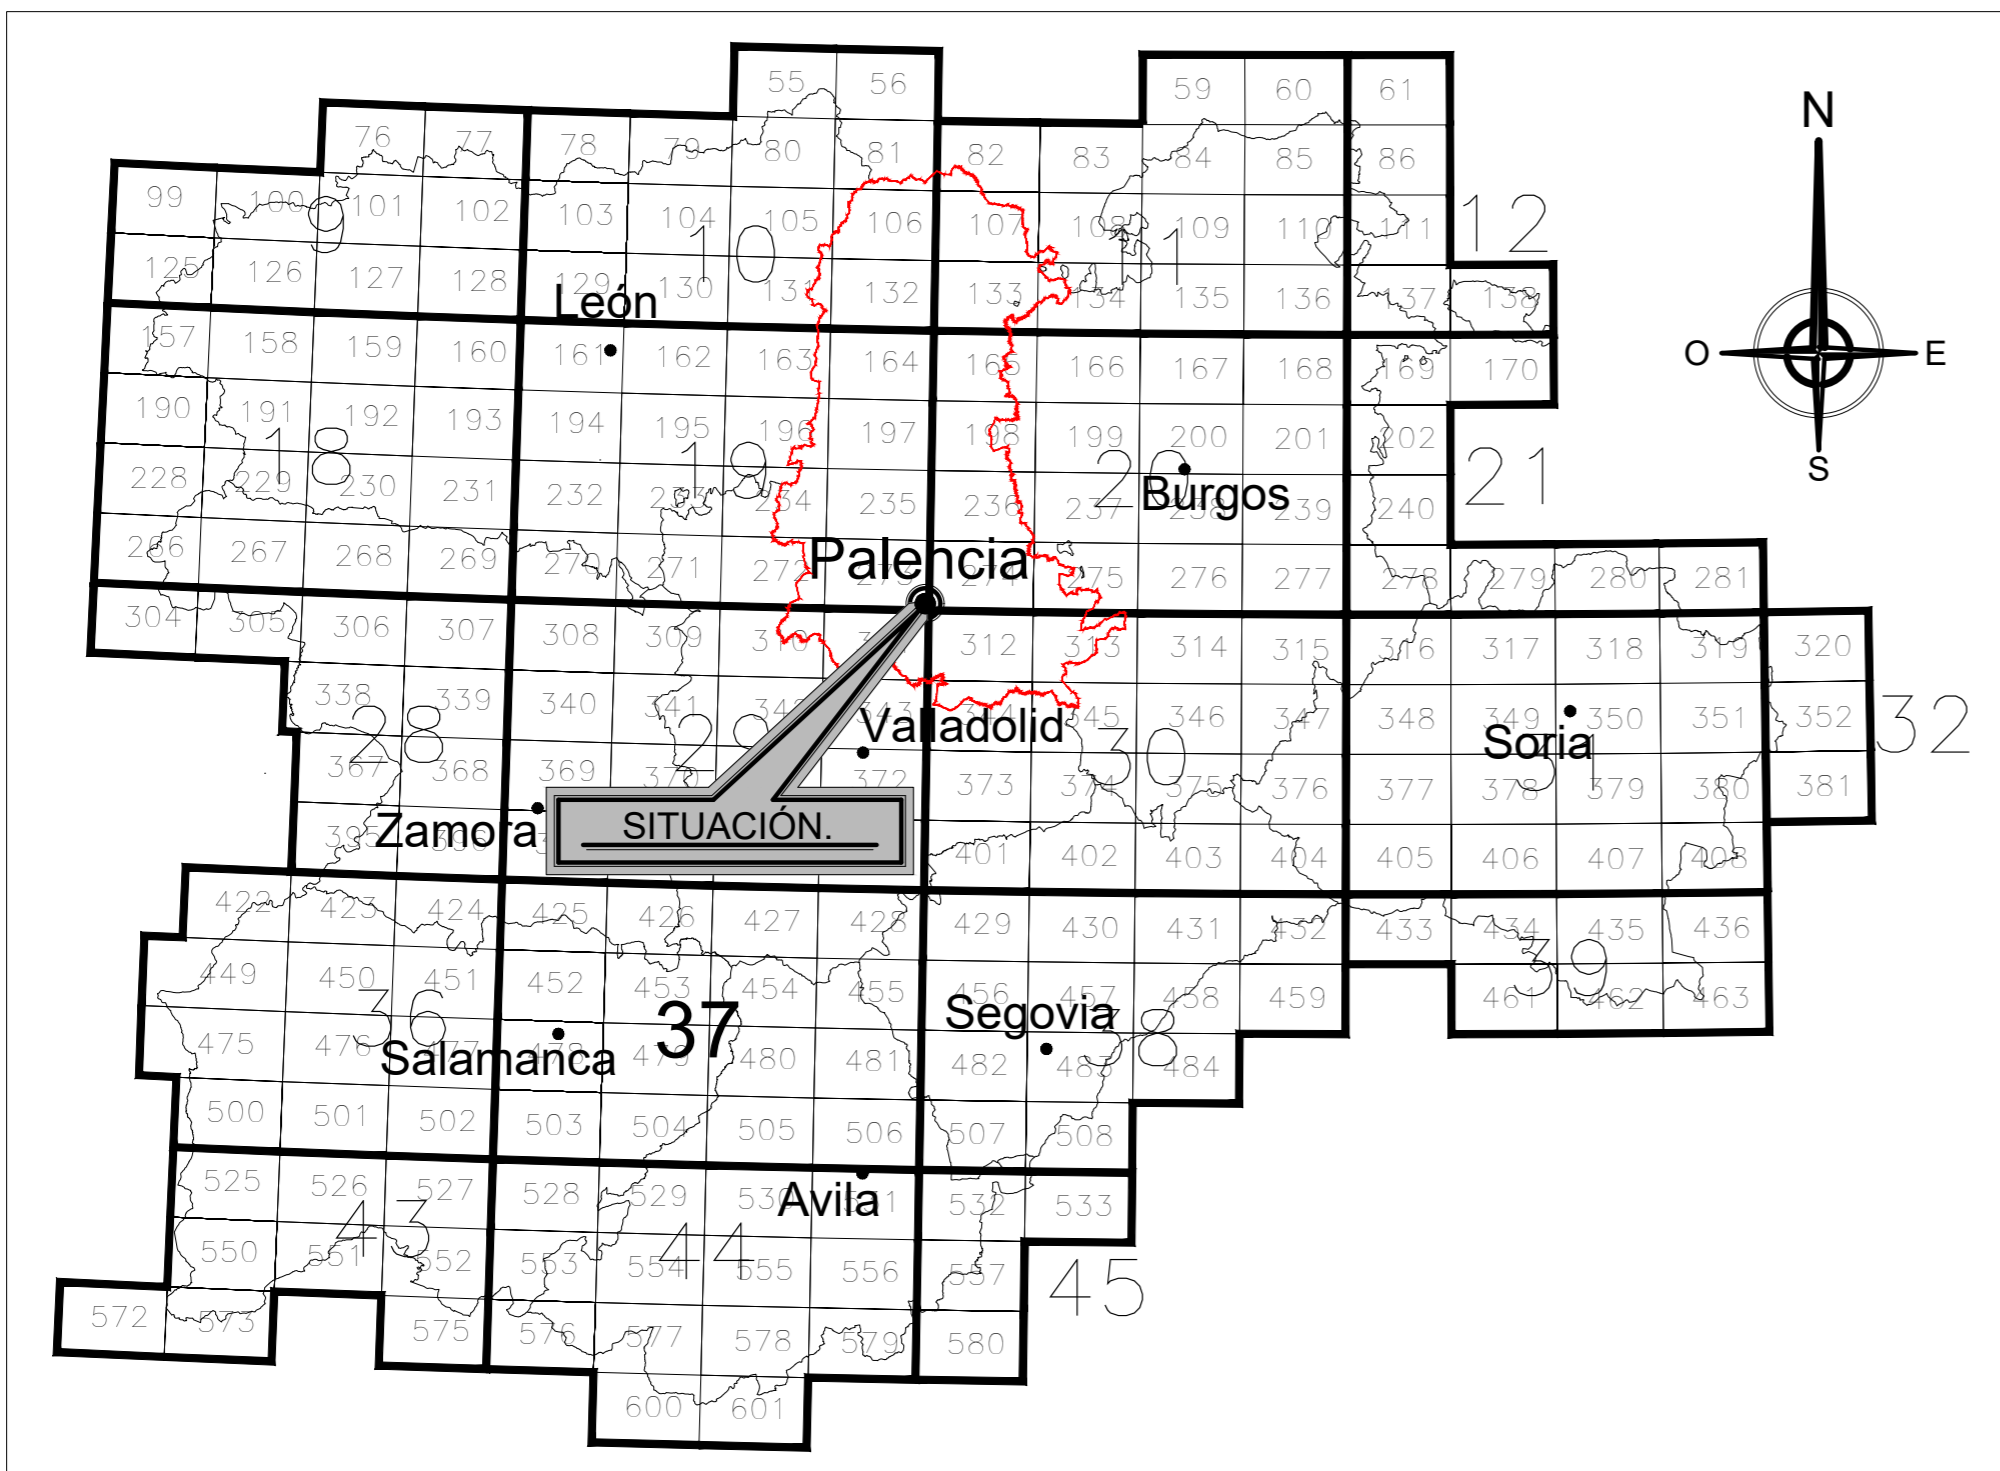 55 56 59 60 61
76 77 78 79 80 81 82 83 84 85 86
N
99 100 101 102 103 104 105 106 107 108 109 110 111
9 10 11 12
125 126 127 128 129 130 131 132 133 134 135 136 137 138
León
157 158 159 160 161 162 163 164 165 166 167 168 169 170
O E
190 191 192 193 194 195 196 197 198 199 200 201 202
18 19 20 21
S
228 229 230 231 232 233 234 235 236 237 238 239 240
Burgos
266 267 268 269 270 271 272 273 274 275 276 277 278 279 280 281
Palencia
304 305 306 307 308 309 310 312 313 314 315 316 317 318 319 320
338 339 340 341 342 343 344 345 346 347 348 349 350 351 352
28 30 31 32
Valladolid
Soria
367 368 369 370 372 373 374 375 376 377 378 379 380 381
SITUACIÓN.
Zamora
395 396 401 402 403 404 405 406 407 408
422 423 424 425 426 427 428 429 430 431 432 433 434 435 436
449 450 451 452 453 454 455 456 457 458 459 461 462 463
36 37 38 39
Segovia
Salamanca
475 476 477 478 479 480 481 482 483 484
500 501 502 503 504 505 506 507 508
525 526 527 528 529 530 531 532 533
Avila
43 44 45
550 551 552 553 554 555 556 557
572 573 575 576 577 578 579 580
600 601